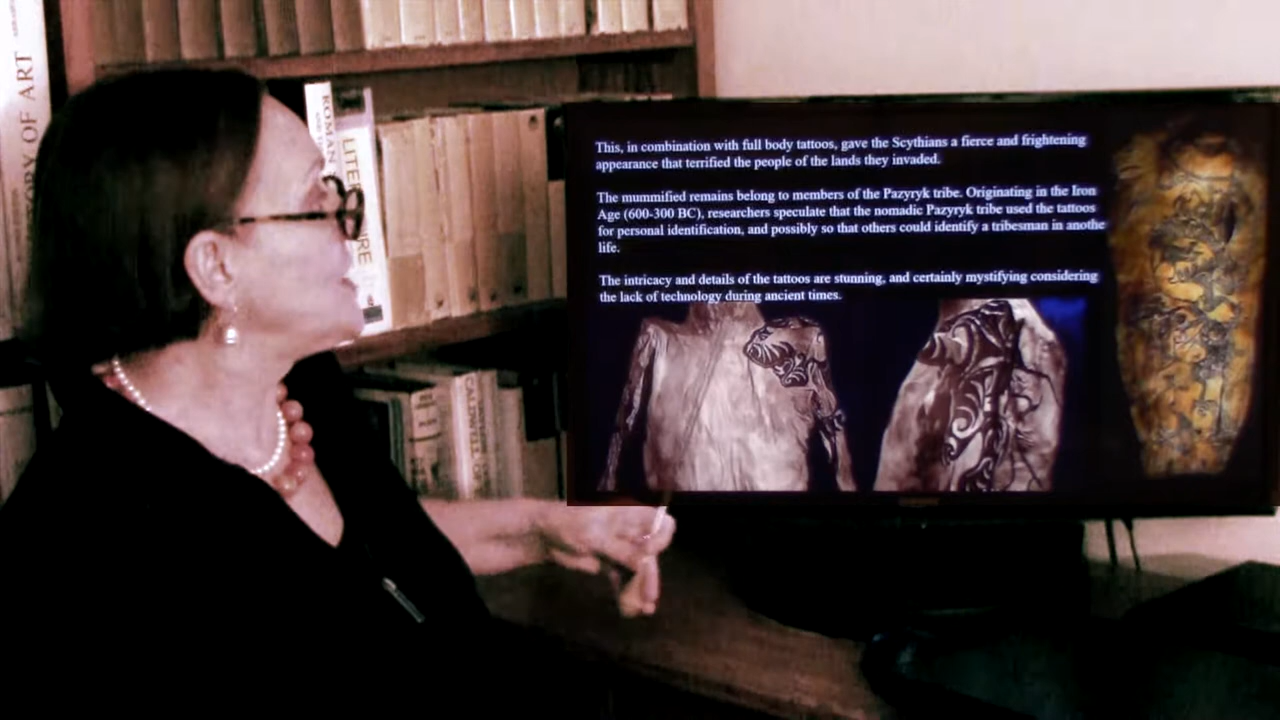 HISTORY OF ART
ROMAN
LITERATURE
This, in combination with full body tattoos, gave the Scythians a fierce and frightening
appearance that terrified the people of the lands they invaded.
The mummified remains belong to members of the Pazyryk tribe. Originating in the Iron
Age (600-300 BC), researchers speculate that the nomadic Pazyryk tribe used the tattoos
for personal identification, and possibly so that others could identify a tribesman in anothe
life.
The intricacy and details of the tattoos are stunning, and certainly mystifying considering
the lack of technology during ancient times.